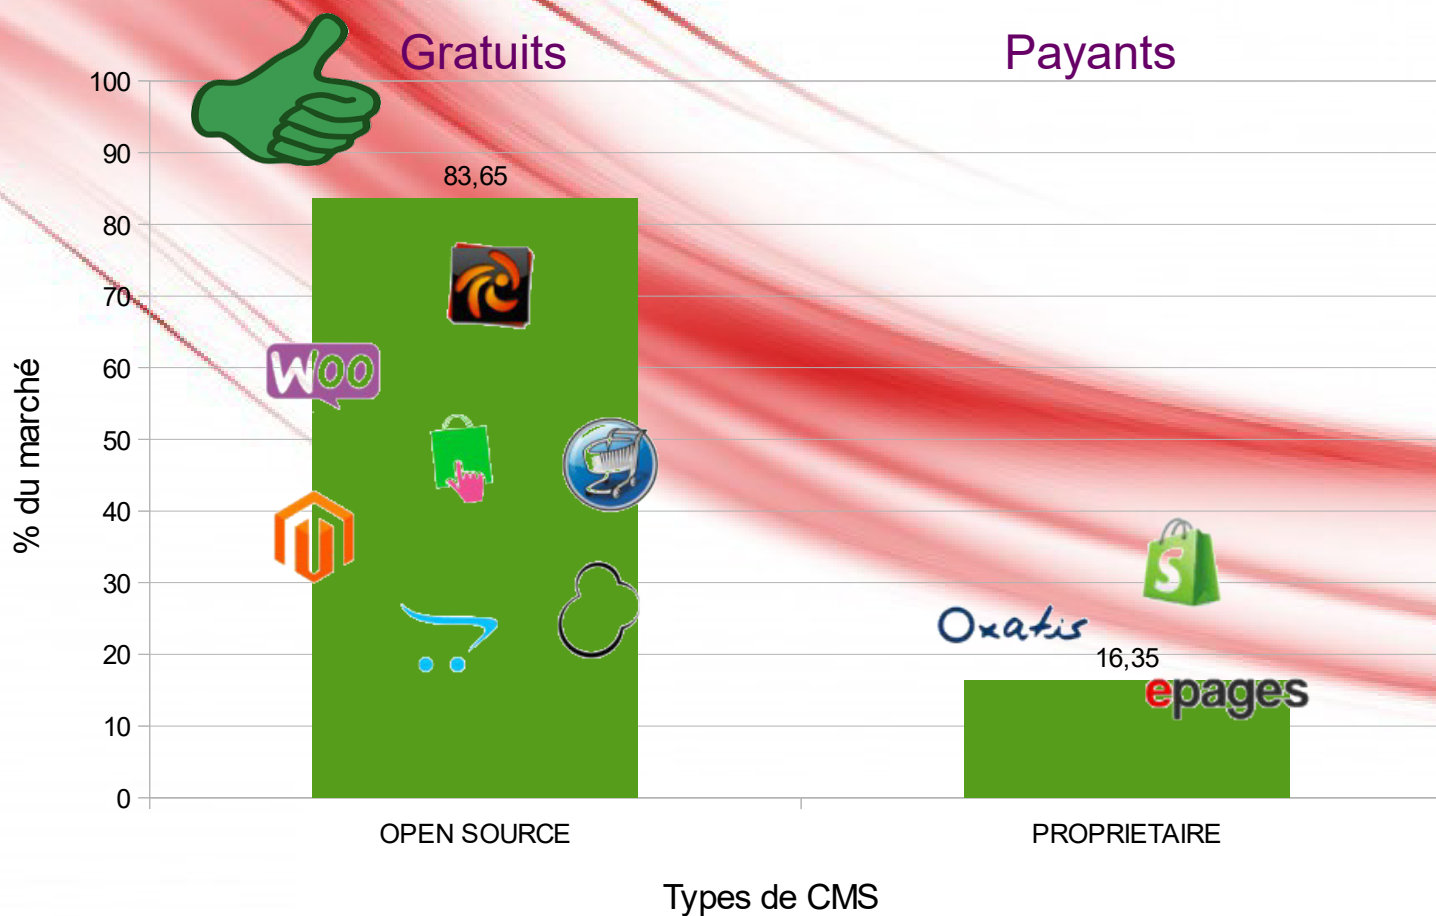 Gratuits
Payants
100
90
80
70
60
50
40
30
20
10
0
% du marché
83,65
WOO
S
Oxatis
16,35
epages
OPEN SOURCE
PROPRIETAIRE
Types de CMS